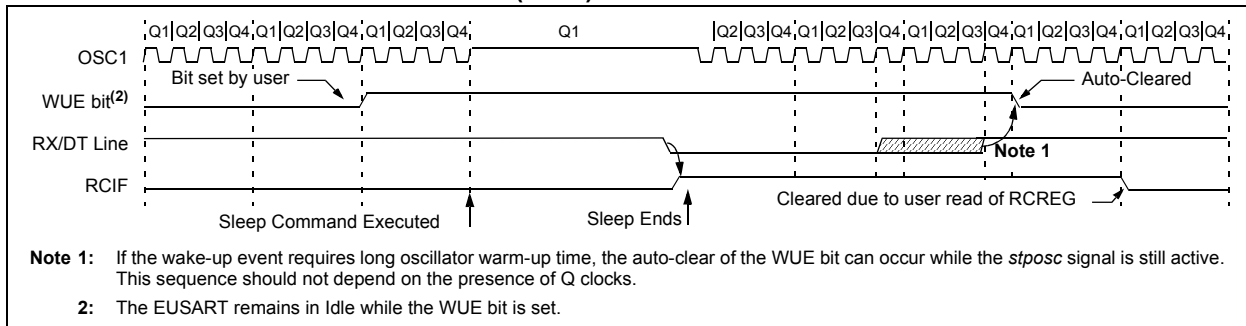 Q1 Q2 Q3 Q4 Q1 Q2 Q3 Q4 Q1 Q2 Q3 Q4 Q1 Q2 Q3 Q4 Q1 Q2 Q3 Q4 Q1 Q2 Q3 Q4 Q1 Q2 Q3 Q4 Q1 Q2 Q3 Q4
OSC1
Bit set by user
Auto-Cleared
WUE bit(2)
RX/DT Line
Note 1
RCIF
Cleared due to user read of RCREG
Sleep Command Executed
Sleep Ends
Note 1: If the wake-up event requires long oscillator warm-up time, the auto-clear of the WUE bit can occur while the stposc signal is still active.
This sequence should not depend on the presence of Q clocks.
2: The EUSART remains in Idle while the WUE bit is set.